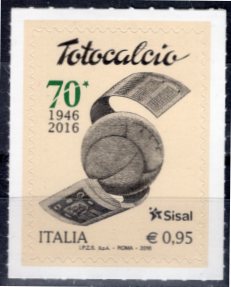 Totocalcio
70°
1946
2016
Sisal
ITALIA € 0,95
I.P.Z.S. S.p.A. - ROMA - 2016